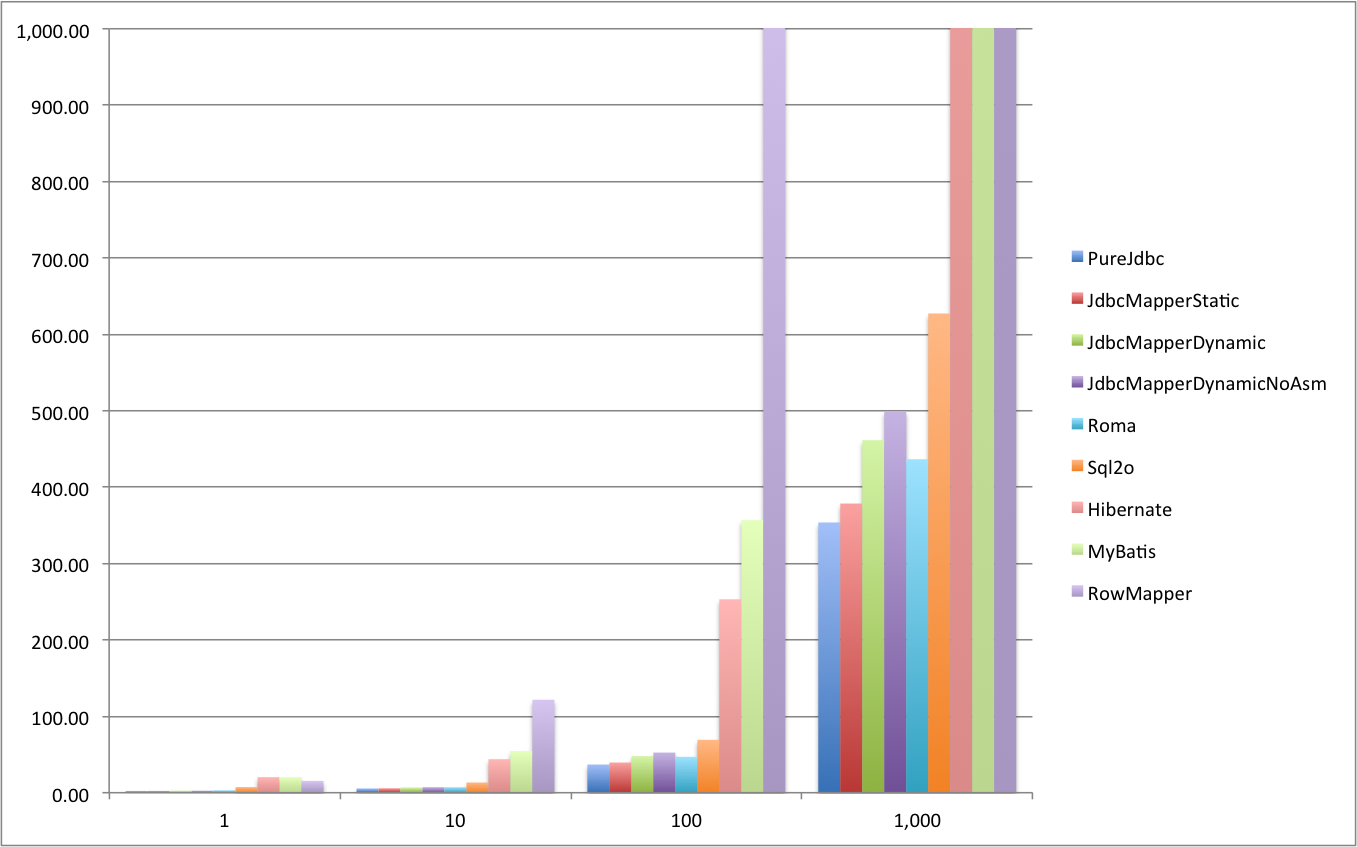 1,000.00
900.00
800.00
700.00
600.00
500.00
400.00
300.00
200.00
100.00
0.00
1 10 100 1,000
PureJdbc
JdbcMapperStatic
JdbcMapperDynamic
JdbcMapperDynamicNoAsm
Roma
Sql2o
Hibernate
MyBatis
RowMapper